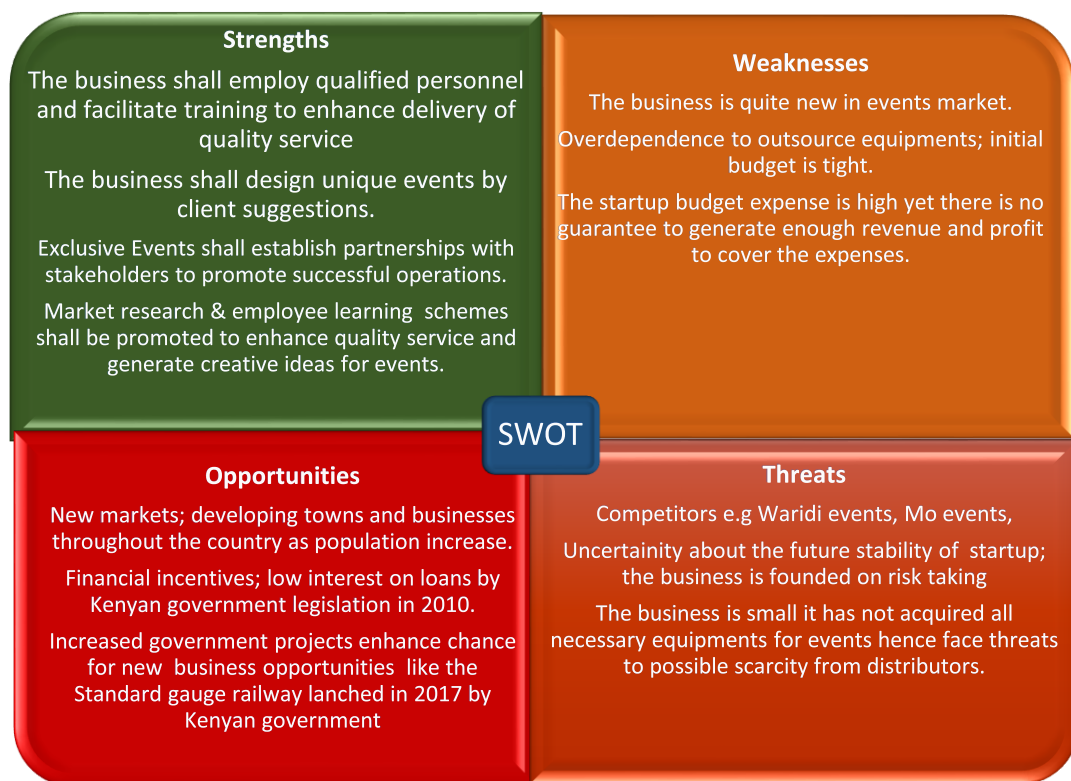 Strengths
The business shall employ qualified personnel
and facilitate training to enhance delivery of
quality service
The business shall design unique events by
client suggestions.
Exclusive Events shall establish partnerships with
stakeholders to promote successful operations.
Market research & employee learning schemes
shall be promoted to enhance quality service and
generate creative ideas for events.
Weaknesses
The business is quite new in events market.
Overdependence to outsource equipments; initial
budget is tight.
The startup budget expense is high yet there is no
guarantee to generate enough revenue and profit
to cover the expenses.
SWOT
Opportunities
New markets; developing towns and businesses
throughout the country as population increase.
Financial incentives; low interest on loans by
Kenyan government legislation in 2010.
Increased government projects enhance chance
for new business opportunities like the
Standard gauge railway lanched in 2017 by
Kenyan government
Threats
Competitors e.g Waridi events, Mo events,
Uncertainity about the future stability of startup;
the business is founded on risk taking
The business is small it has not acquired all
necessary equipments for events hence face threats
to possible scarcity from distributors.